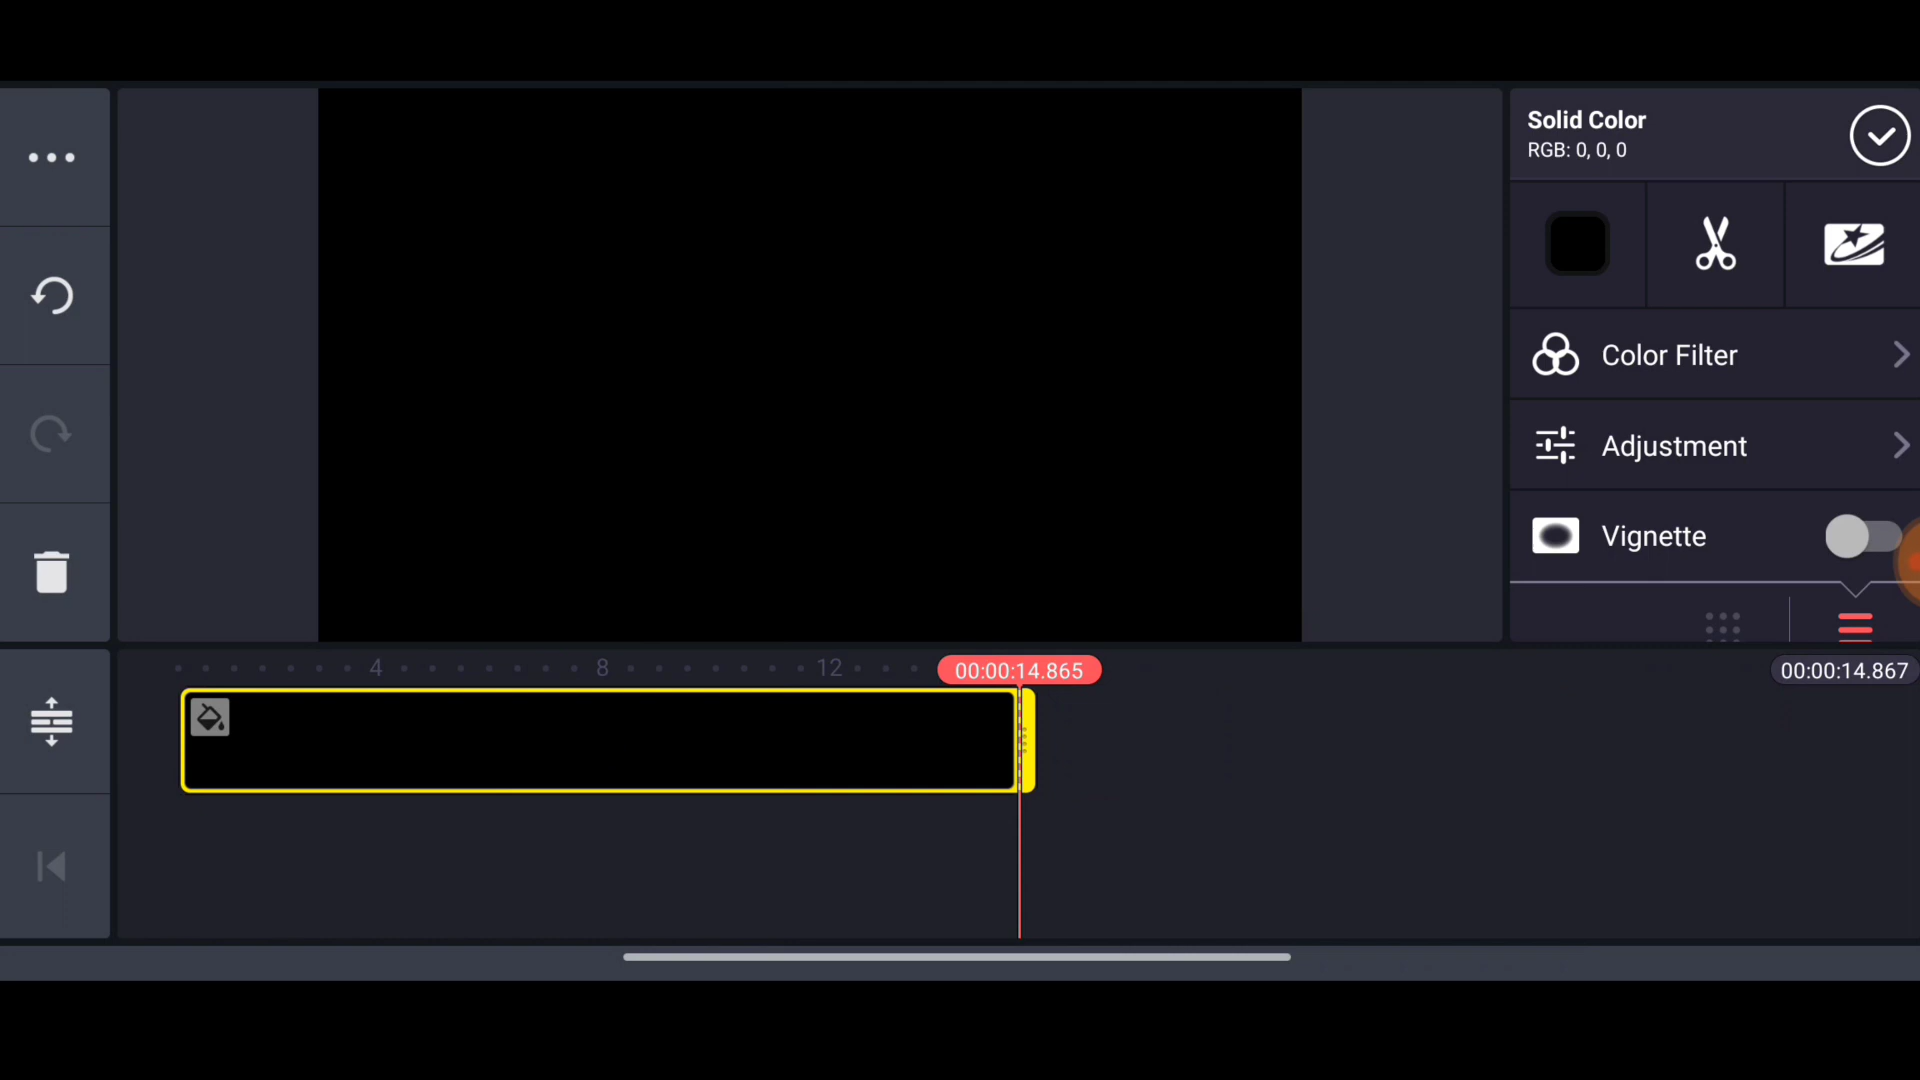 Solid Color
RGB: 0, 0, 0
Color Filter
Adjustment
Vignette
4 8 12 00:00:14.865 00:00:14.867